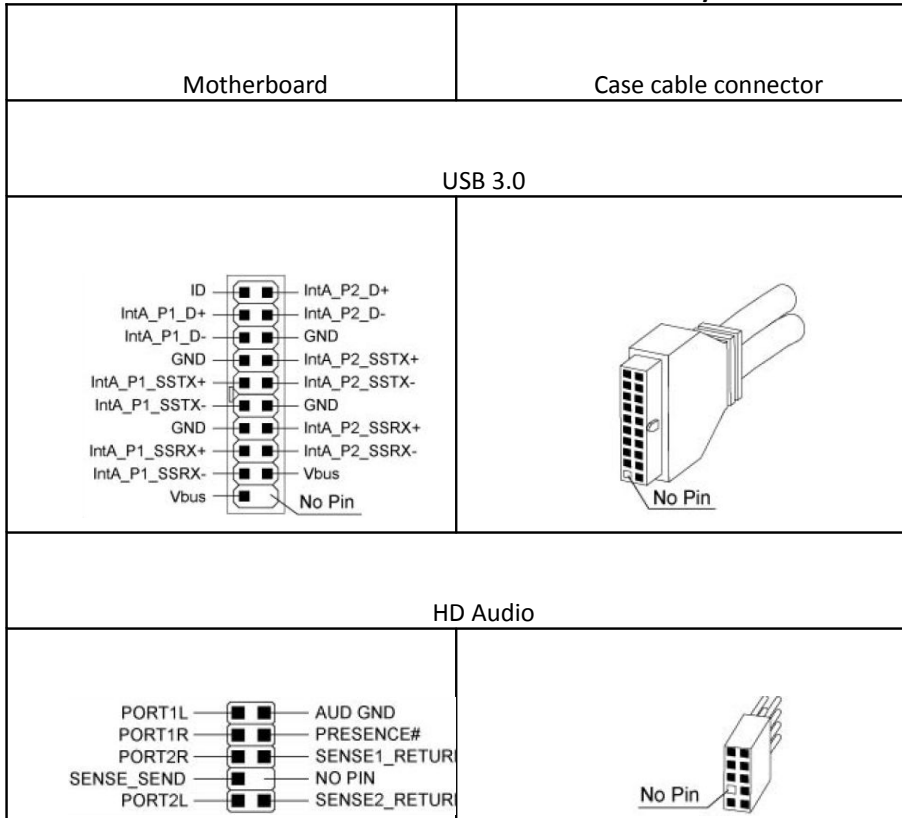 Motherboard Case cable connector
USB 3.0
ID IntA_P2_D+
IntA_P1_D+ IntA_P2_D-
IntA_P1_D- GND
GND IntA_P2_SSTX+
IntA_P1_SSTX+ IntA_P2_SSTX-
IntA_P1_SSTX- GND
GND IntA_P2_SSRX+
IntA_P1_SSRX+ IntA_P2_SSRX-
IntA_P1_SSRX- Vbus
Vbus No Pin
No Pin
HD Audio
PORT1L AUD GND
PORT1R PRESENCE#
PORT2R SENSE1_RETUR
SENSE_SEND NO PIN
PORT2L SENSE2_RETUR
No Pin